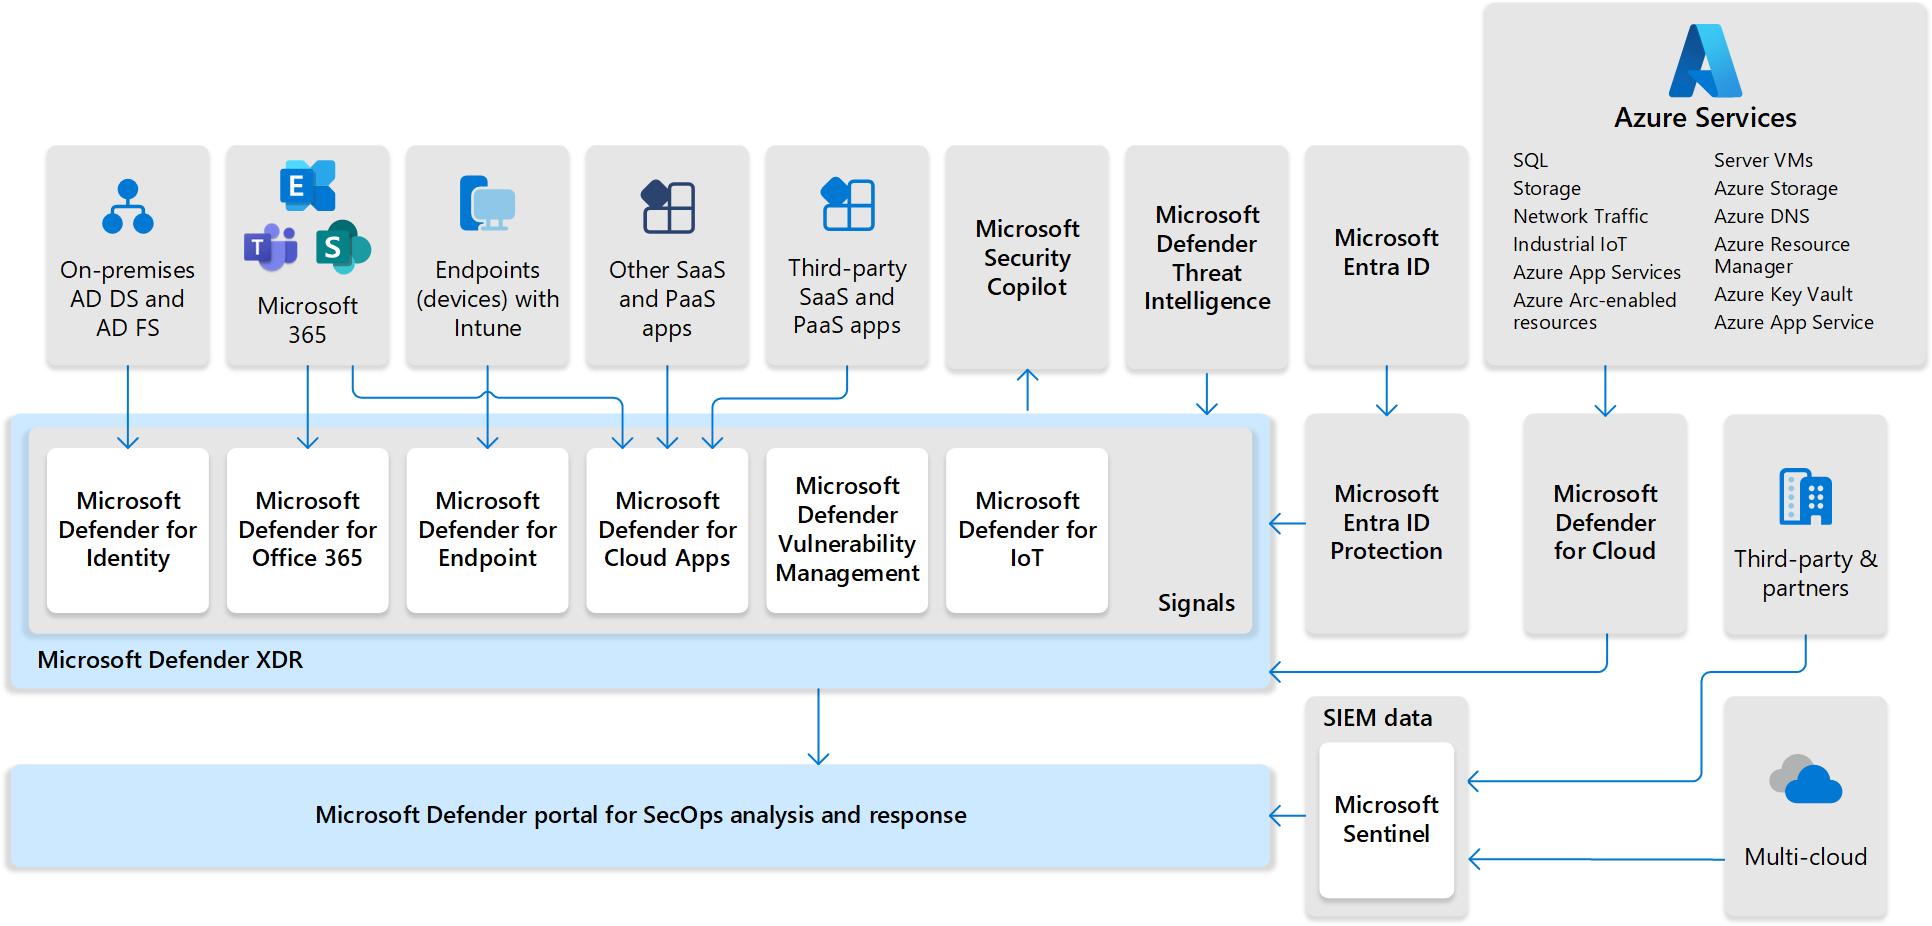 Azure Services
SQL
Storage
Network Traffic
Industrial IoT
Azure App Services
Azure Arc-enabled
resources
Server VMs
Azure Storage
Azure DNS
Azure Resource
Manager
Azure Key Vault
Azure App Service
On-premises
AD DS and
AD FS
E
T
S
Microsoft
365
Endpoints
(devices) with
Intune
Other SaaS
and PaaS
apps
Third-party
SaaS and
PaaS apps
Microsoft
Security
Copilot
Microsoft
Defender
Threat
Intelligence
Microsoft
Entra ID
Microsoft
Defender for
Identity
Microsoft
Defender for
Office 365
Microsoft
Defender for
Endpoint
Microsoft
Defender for
Cloud Apps
Microsoft
Defender
Vulnerability
Management
Microsoft
Defender for
IoT
Signals
Microsoft Defender XDR
Microsoft
Entra ID
Protection
Microsoft
Defender
for Cloud
Third-party &
partners
SIEM data
Microsoft
Sentinel
Multi-cloud
Microsoft Defender portal for SecOps analysis and response